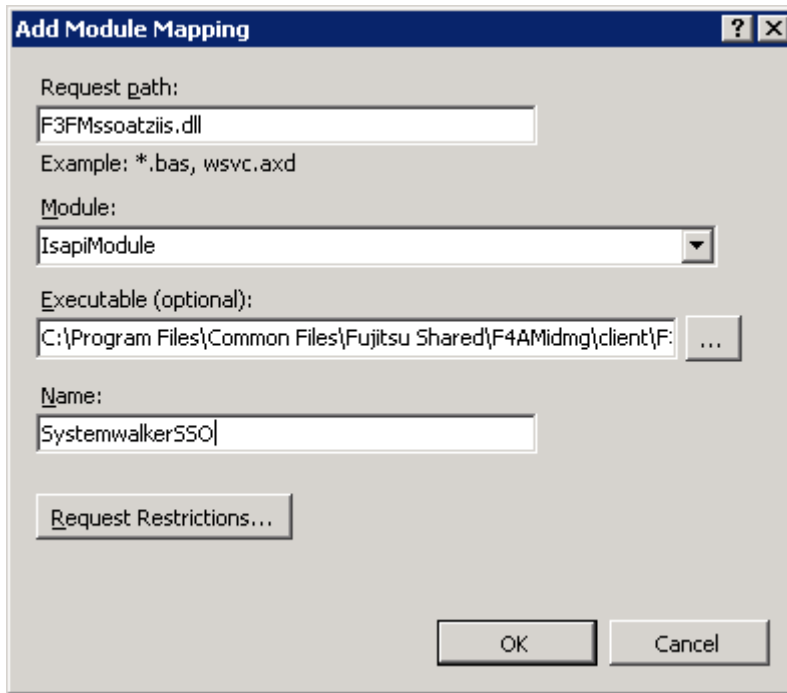 Add Module Mapping
Request path:
F3FMssoatziis.dll
Example: *.bas, wsvc.axd
Module:
IsapiModule
Executable (optional):
C:\Program Files\Common Files\Fujitsu Shared\F4AMidmg\client\F3
...
Name:
SystemwalkerSSO
Request Restrictions...
OK
Cancel